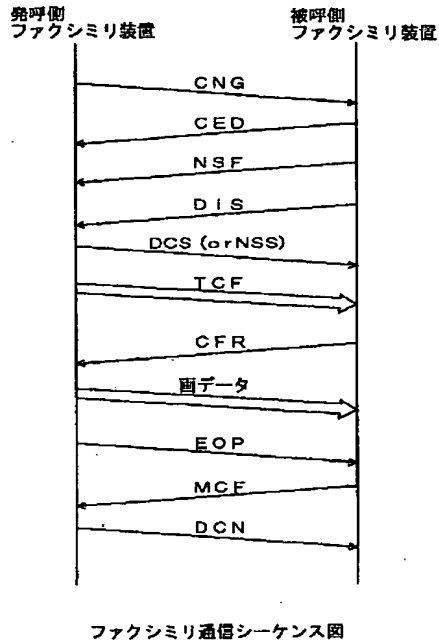 発呼側
ファクシミリ装置
被呼側
ファクシミリ装置
CNG
CED
NSF
DIS
DCS (orNSS)
TCF
CFR
画データ
EOP
MCF
DCN
ファクシミリ通信シーケンス図